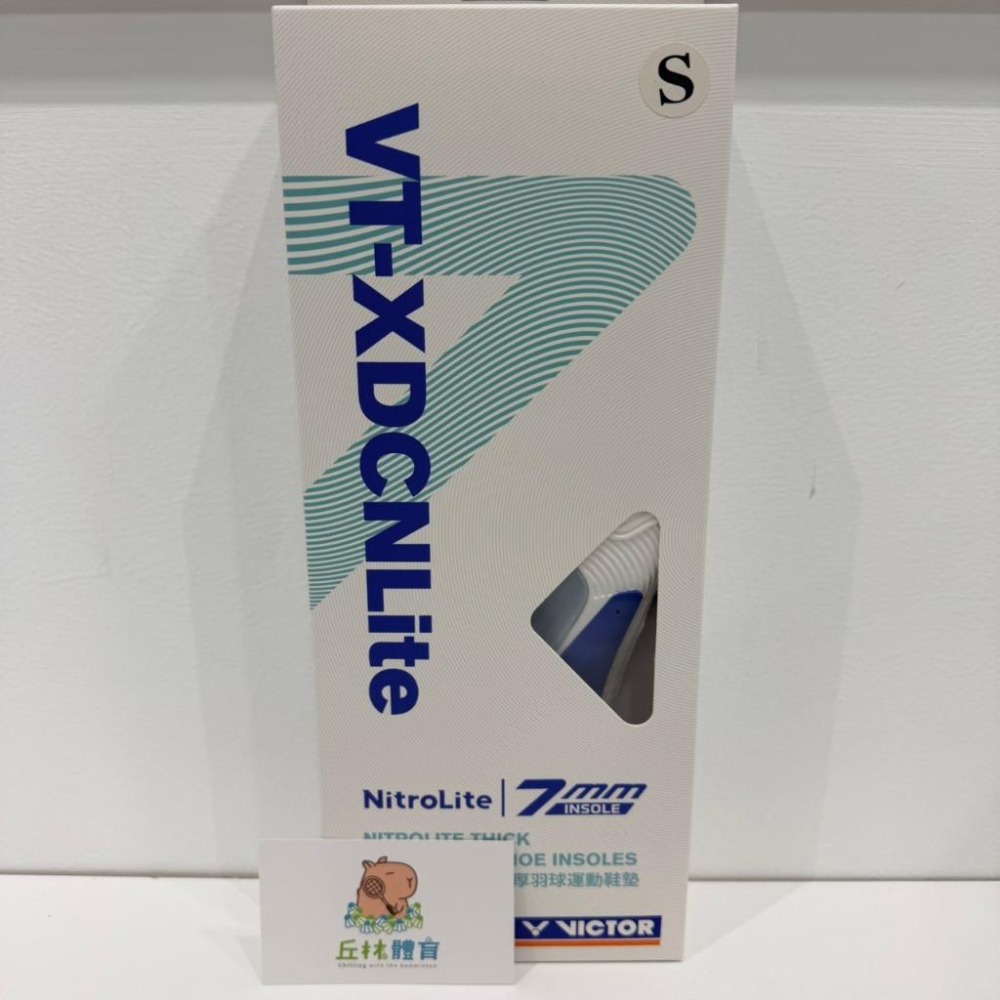 S
VT-XDCNLite
NitroLite 7mm
INSOLE
NITROLITE THICK
OE INSOLES
厚羽球運動鞋墊
VICTOR
丘林體育
Chilling with the badminton